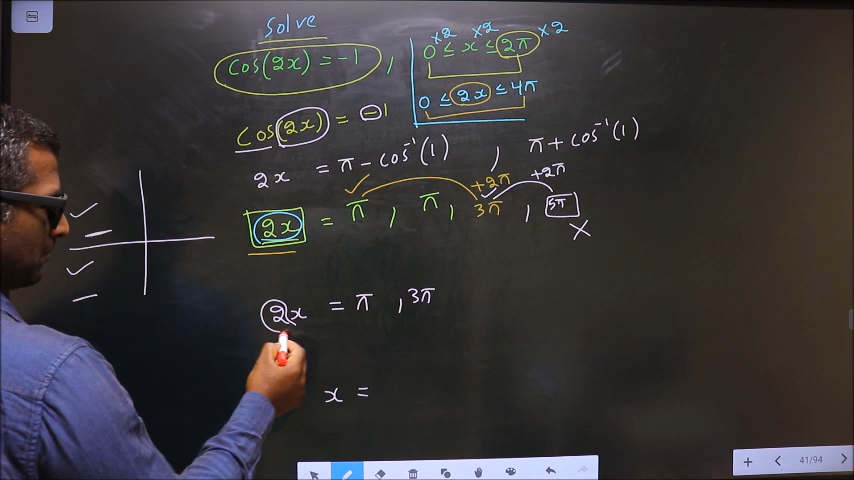 solve
cos(2x) = -1 , 0 ≤ x ≤ 2π
×2 ×2 ×2
0 ≤ 2x ≤ 4π
cos(2x) = -1
2x = π - cos⁻¹(1) , π + cos⁻¹(1)
+2π +2π
2x = π , π , 3π , 5π ×
2x = π , 3π
x =
41/94